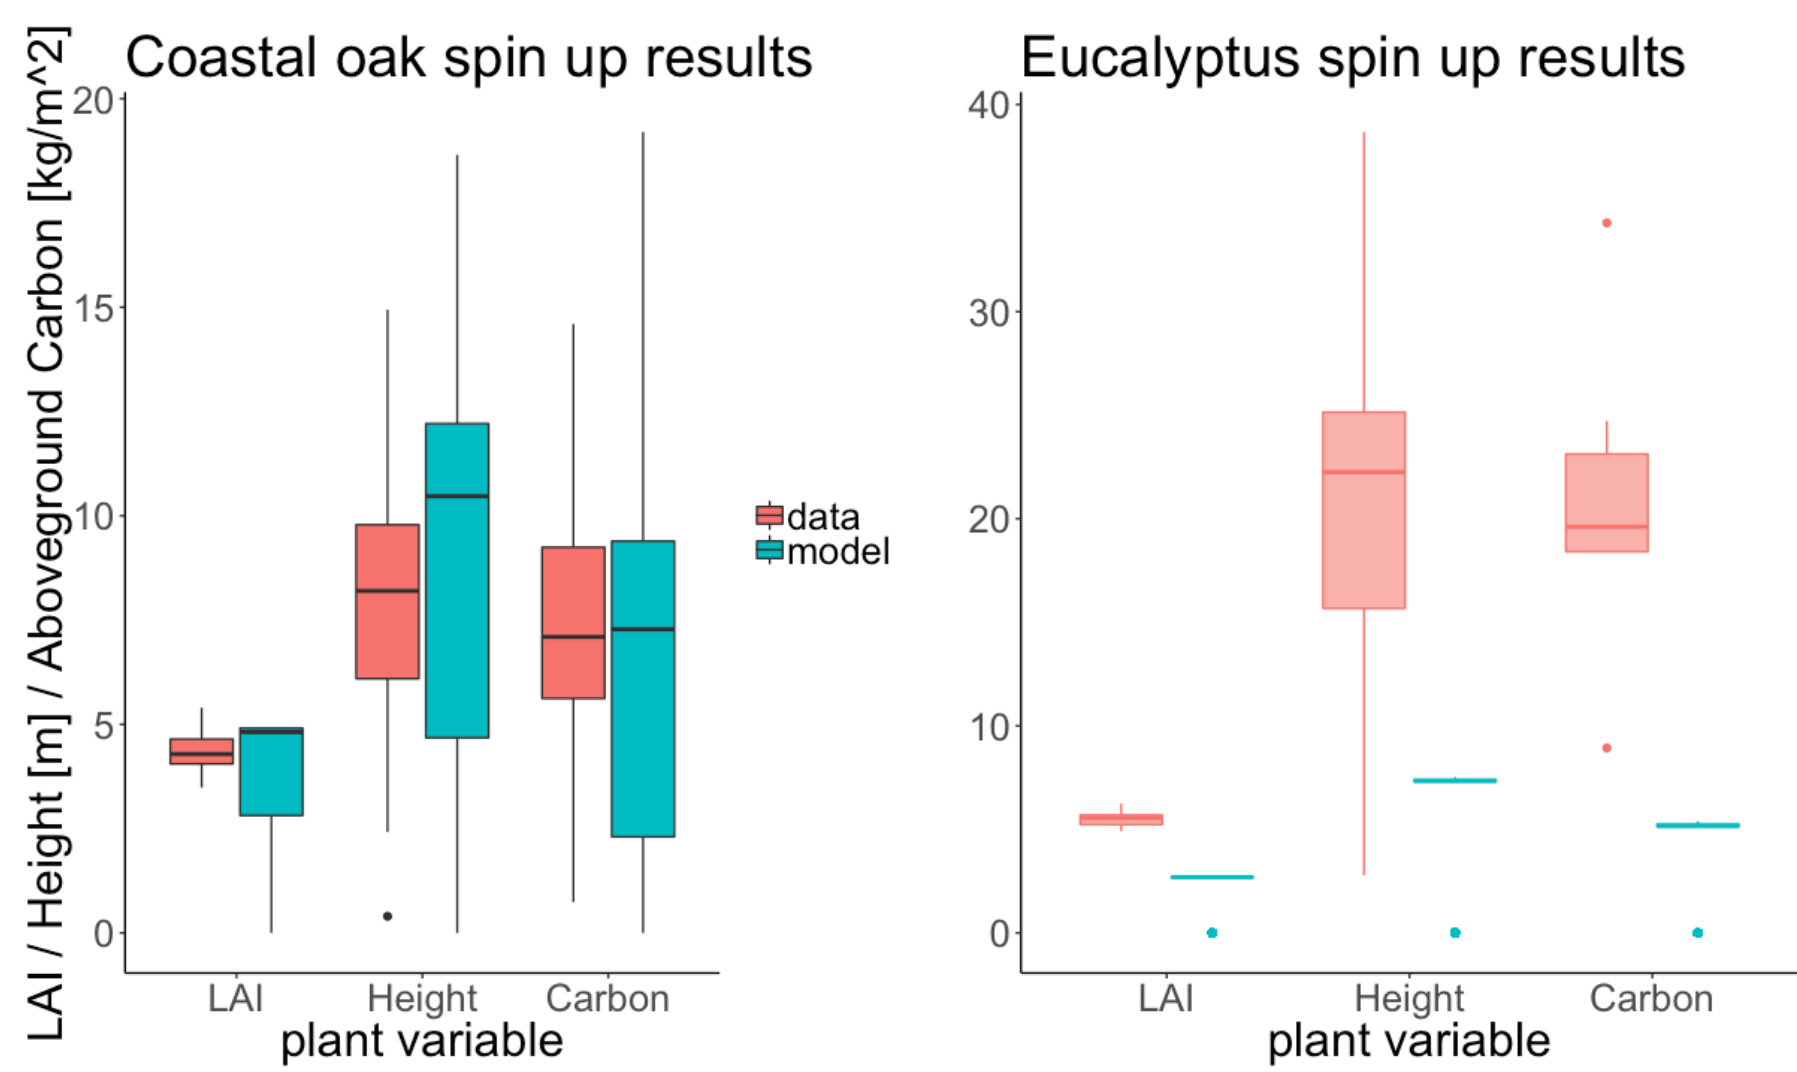 Coastal oak spin up results
LAI / Height [m] / Aboveground Carbon [kg/m^2]
20
15
10
5
0
LAI Height Carbon
plant variable
data
model
Eucalyptus spin up results
40
30
20
10
0
LAI Height Carbon
plant variable